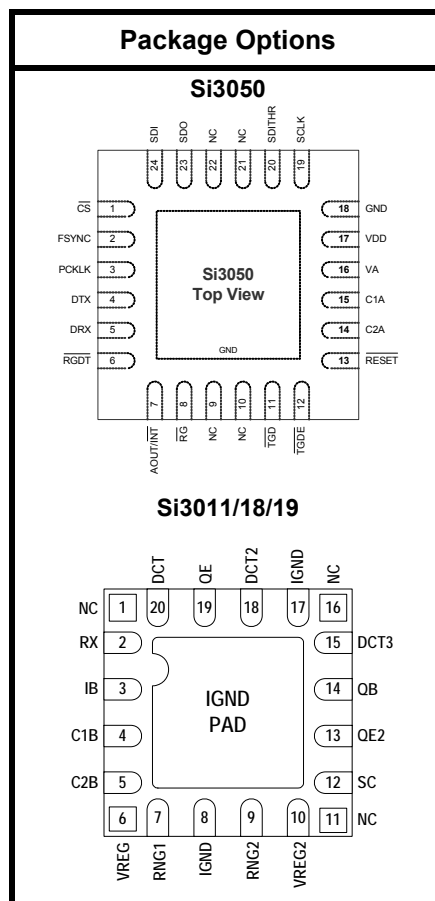 Package Options
Si3050
SDI
SDO
NC
NC
SDITHR
SCLK
24
23
22
21
20
19
CS 1
18 GND
FSYNC 2
17 VDD
PCKLK 3
16 VA
DTX 4
15 C1A
DRX 5
14 C2A
RGDT 6
13 RESET
Si3050
Top View
GND
7
8
9
10
11
12
AOUT/INT
RG
NC
NC
TGD
TGDE
Si3011/18/19
DCT
QE
DCT2
IGND
NC
NC 1
20
19
18
17
16
RX 2
15 DCT3
IB 3
14 QB
C1B 4
13 QE2
C2B 5
12 SC
IGND
PAD
6
7
8
9
10
11 NC
VREG
RNG1
IGND
RNG2
VREG2